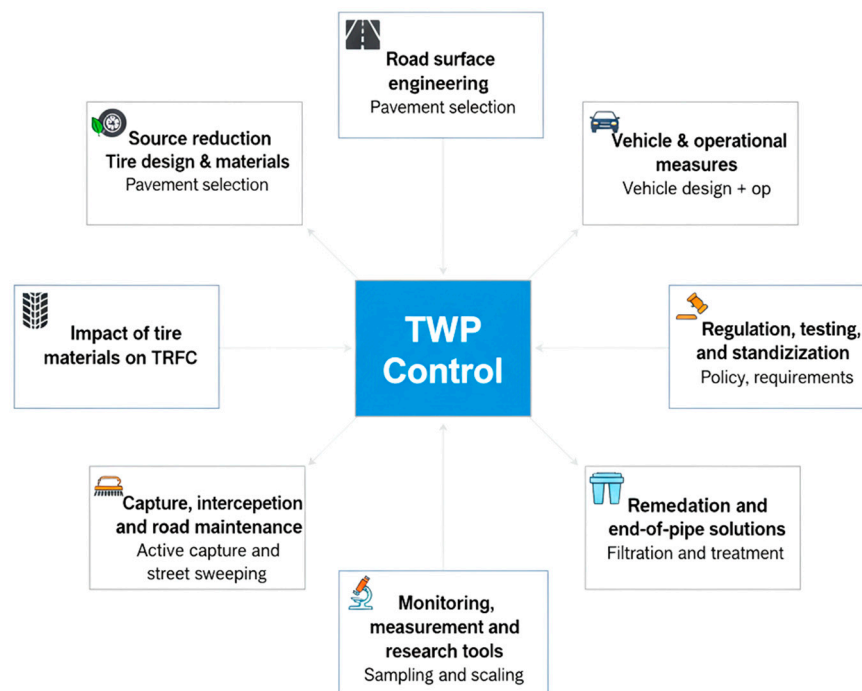 Road surface
engineering
Pavement selection
Source reduction
Tire design & materials
Pavement selection
Vehicle & operational
measures
Vehicle design + op
Impact of tire
materials on TRFC
TWP
Control
Regulation, testing,
and standizization
Policy, requirements
Capture, intercepetion
and road maintenance
Active capture and
street sweeping
Remedation and
end-of-pipe solutions
Filtration and treatment
Monitoring,
measurement and
research tools
Sampling and scaling